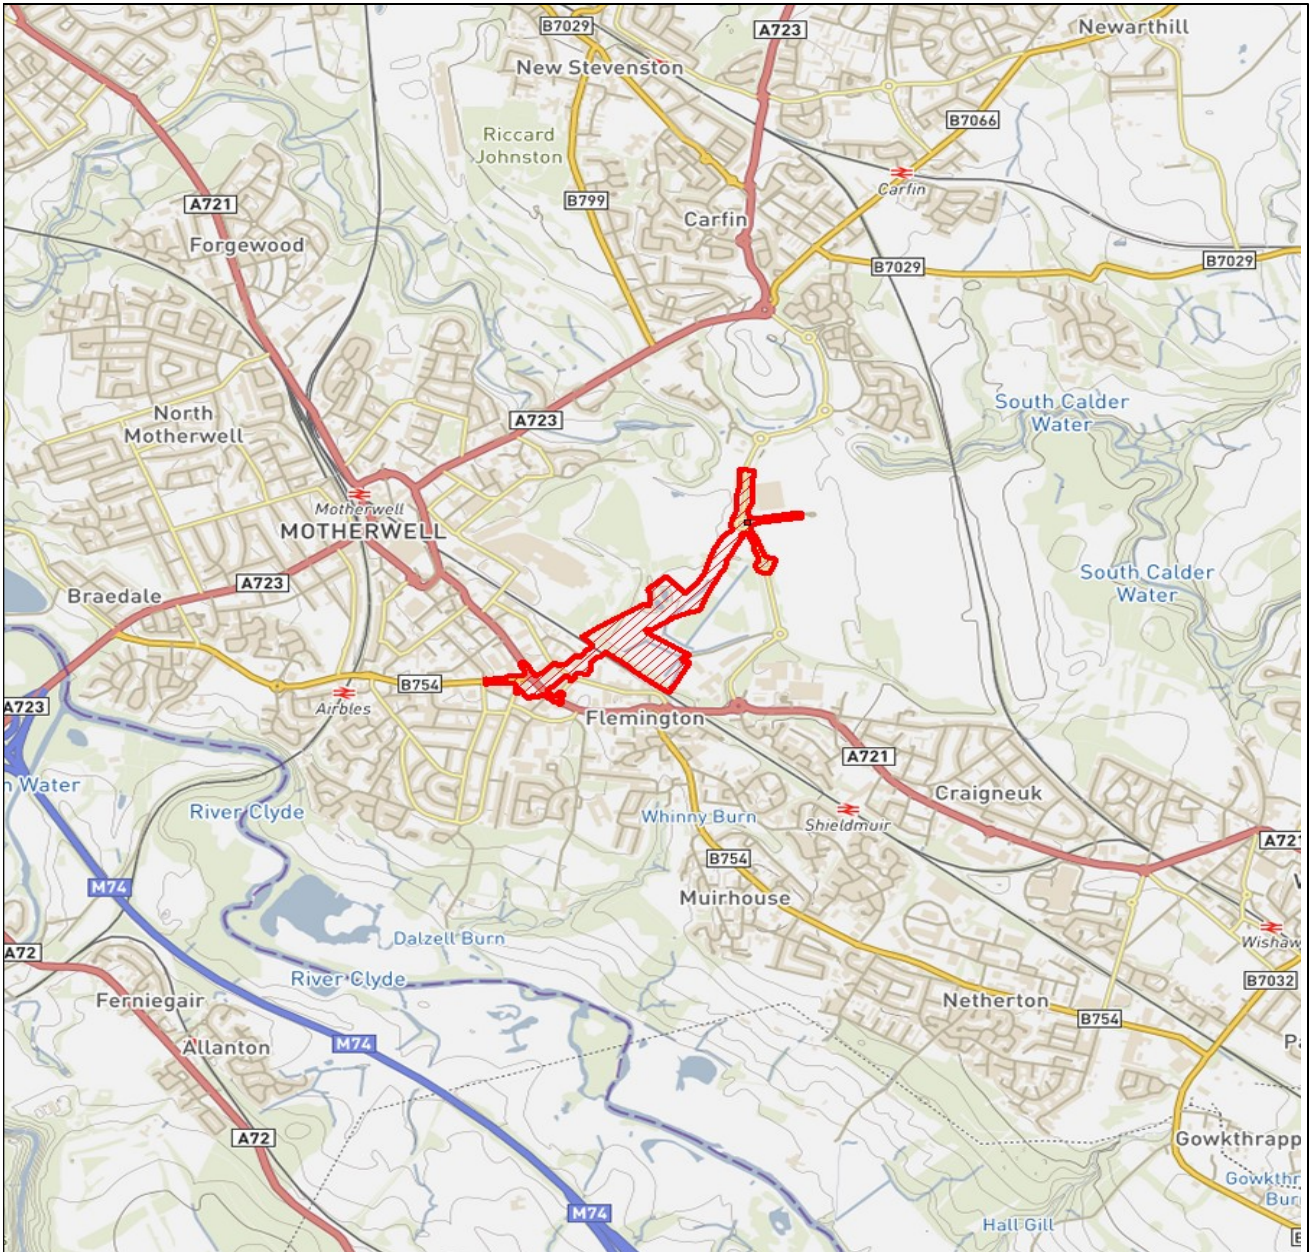 B7029
A723
Newarthill
New Stevenston
B7066
Riccard
Johnston
Carfin
A721
B799
Carfin
Forgewood
B7029
B7029
South Calder
Water
North
Motherwell
A723
Motherwell
MOTHERWELL
A723
South Calder
Water
Braedale
B754
A723
Airbles
Flemington
A721
n Water
River Clyde
Craigneuk
Whinny Burn
Shieldmuir
A721
B754
M74
Muirhouse
Dalzell Burn
Wishaw
A72
River Clyde
B7032
Ferniegair
Netherton
B754
Allanton
M74
A72
Gowkthrapp
Gowkthr
Bur
M74
Hall Gill